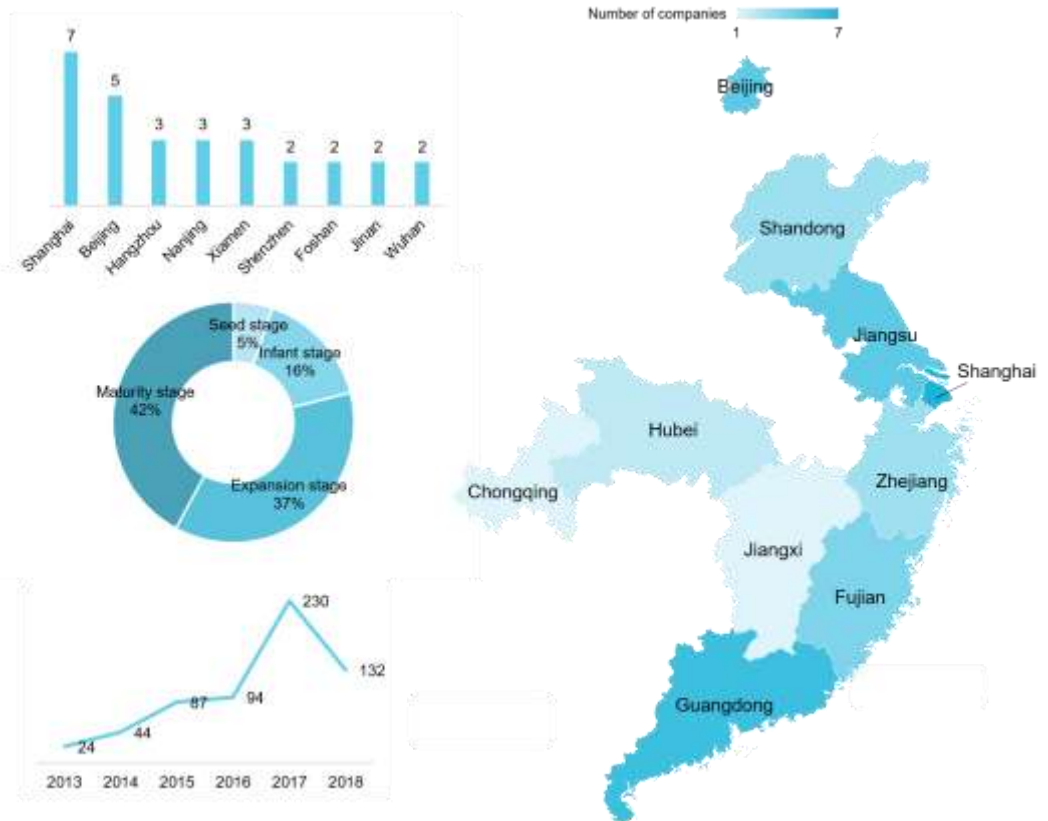 Number of companies
1 7
7
5
3 3 3
2 2 2 2
Shanghai
Beijing
Hangzhou
Nanjing
Xiamen
Shenzhen
Foshan
Jinan
Wuhan
Seed stage
5%
Infant stage
16%
Maturity stage
42%
Expansion stage
37%
230
132
94
87
44
24
2013 2014 2015 2016 2017 2018
Beijing
Shandong
Jiangsu
Shanghai
Hubei
Zhejiang
Chongqing
Jiangxi
Fujian
Guangdong